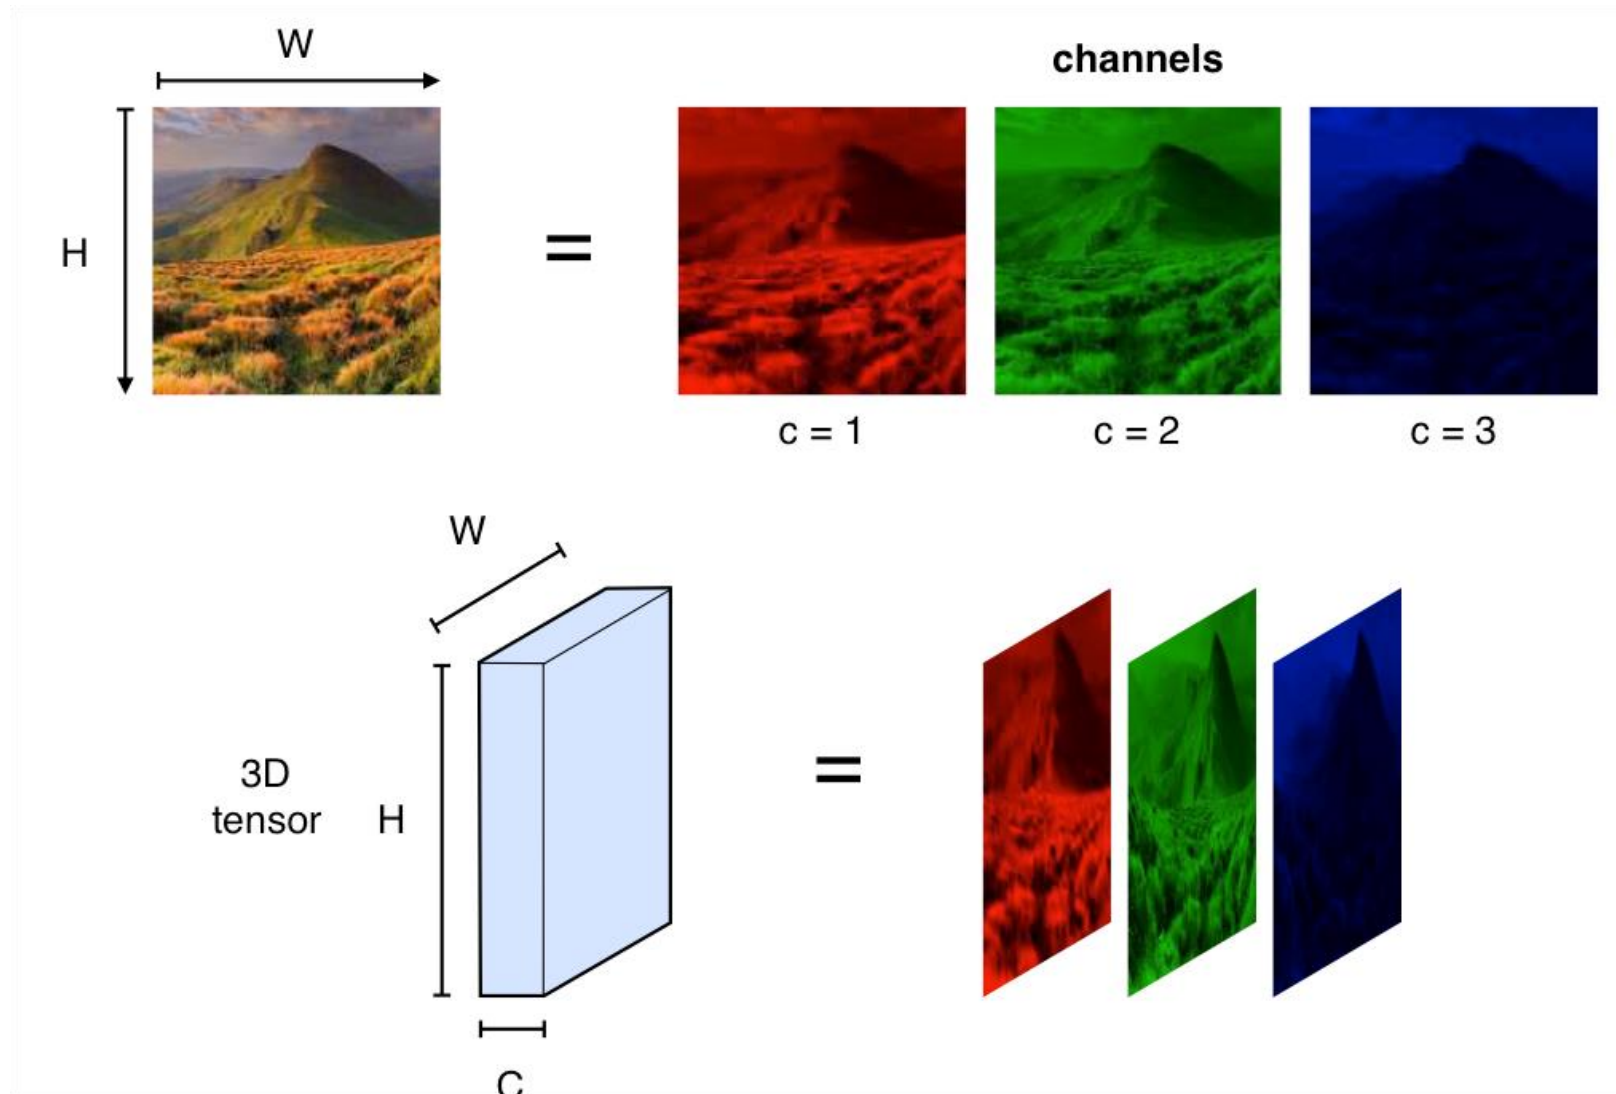 W
channels
H
=
c = 1
c = 2
c = 3
W
3D
tensor
H
=
C